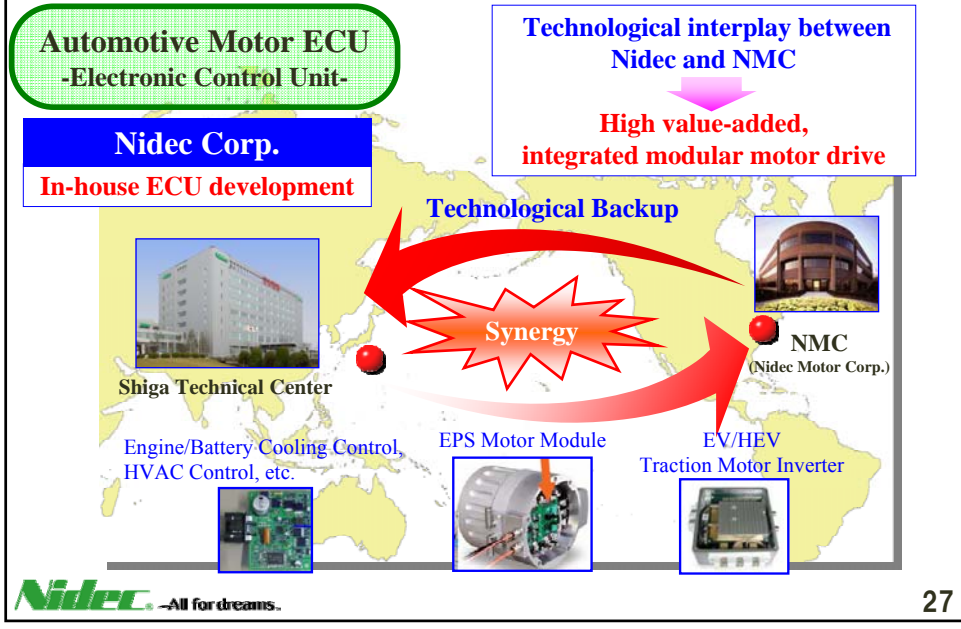 Automotive Motor ECU
-Electronic Control Unit-
Technological interplay between
Nidec and NMC
High value-added,
integrated modular motor drive
Nidec Corp.
In-house ECU development
Technological Backup
Synergy
NMC
(Nidec Motor Corp.)
Shiga Technical Center
Engine/Battery Cooling Control,
HVAC Control, etc.
EPS Motor Module
EV/HEV
Traction Motor Inverter
Nidec
-All for dreams.
27